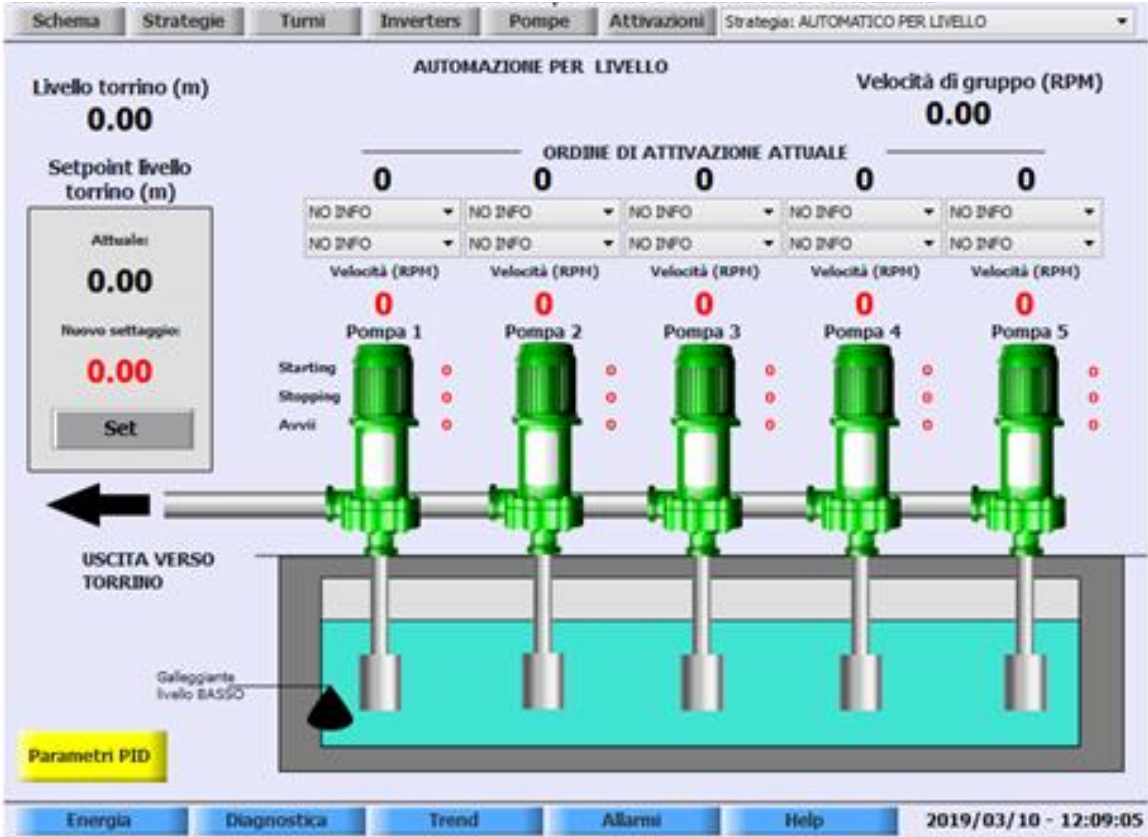 Schema Strategie Turni Inverters Pompe Attivazioni Strategia: AUTOMATICO PER LIVELLO
AUTOMAZIONE PER LIVELLO
Livello torrino (m)
0.00
Velocità di gruppo (RPM)
0.00
Setpoint livello
torrino (m)
Attuale:
0.00
Nuovo settaggio:
0.00
Set
ORDINE DI ATTIVAZIONE ATTUALE
0 0 0 0 0
NO INFO NO INFO NO INFO NO INFO NO INFO
NO INFO NO INFO NO INFO NO INFO NO INFO
Velocità (RPM) Velocità (RPM) Velocità (RPM) Velocità (RPM) Velocità (RPM)
0 0 0 0 0
Pompa 1 Pompa 2 Pompa 3 Pompa 4 Pompa 5
Starting 0 0 0 0 0
Stopping 0 0 0 0 0
Avvii 0 0 0 0 0
USCITA VERSO
TORRINO
Galleggiante
livello BASSO
Parametri PID
Energia Diagnostica Trend Allarmi Help 2019/03/10 - 12:09:05